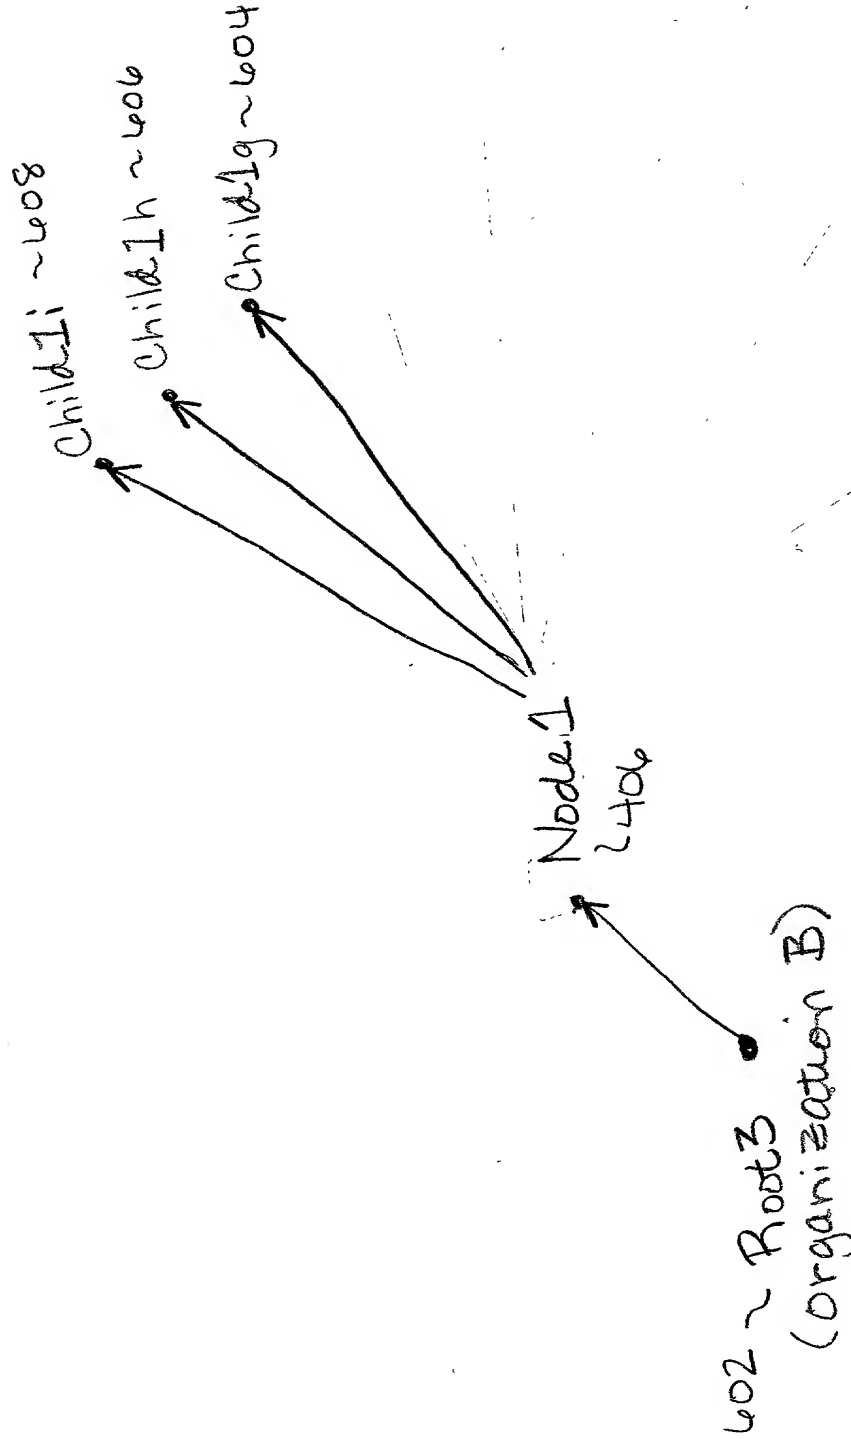 Child1i ~608
Child1h ~606
Child1g ~604
Node1
~406
602 ~ Root3
(organization B)